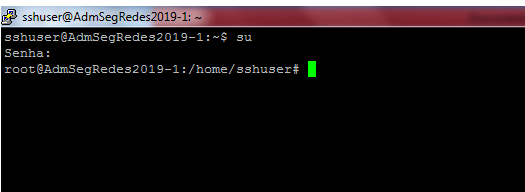 sshuser@AdmSegRedes2019-1: ~
sshuser@AdmSegRedes2019-1:~$ su
Senha:
root@AdmSegRedes2019-1:/home/sshuser#